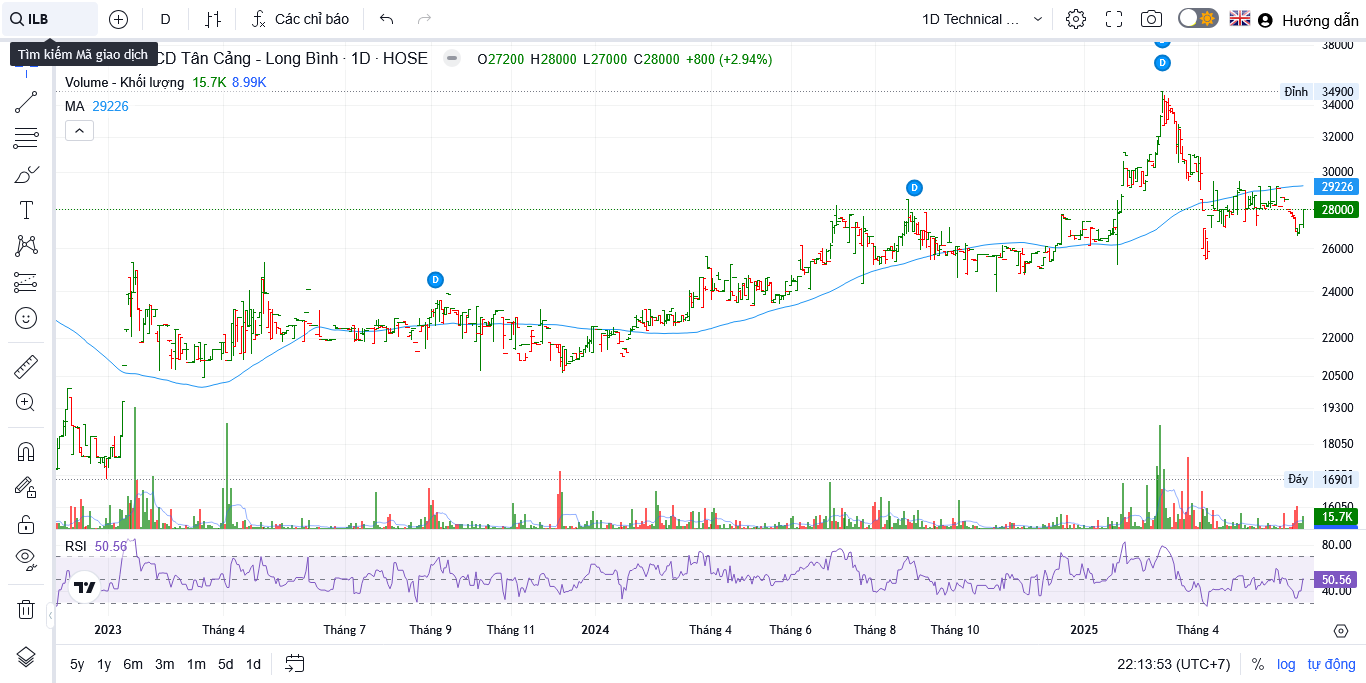 ILB
D
Các chỉ báo
1D Technical ...
Hướng dẫn
Tìm kiếm Mã giao dịch
CD Tân Cảng - Long Bình · 1D · HOSE
O27200 H28000 L27000 C28000 +800 (+2.94%)
Volume - Khối lượng 15.7K 8.99K
MA 29226
38000
D
Đỉnh 34900
34000
32000
30000
29226
D
28000
26000
D
24000
22000
20500
19300
18050
Đáy 16901
16050
15.7K
RSI 50.56
80.00
50.56
40.00
2023 Tháng 4 Tháng 7 Tháng 9 Tháng 11 2024 Tháng 4 Tháng 6 Tháng 8 Tháng 10 2025 Tháng 4
5y 1y 6m 3m 1m 5d 1d
22:13:53 (UTC+7) % log tự động